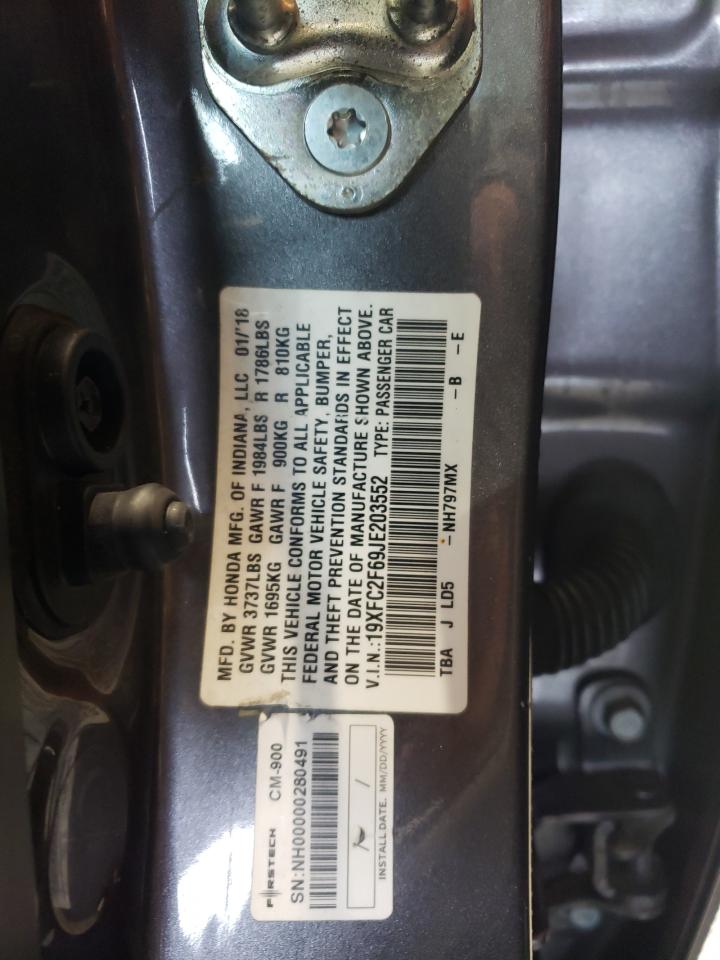 MFD. BY HONDA MFG. OF INDIANA, LLC 01/'18
GVWR 3737LBS GAWR F 1984LBS R 1786LBS
GVWR 1695KG GAWR F 900KG R 810KG
THIS VEHICLE CONFORMS TO ALL APPLICABLE
FEDERAL MOTOR VEHICLE SAFETY, BUMPER,
AND THEFT PREVENTION STANDARDS IN EFFECT
ON THE DATE OF MANUFACTURE SHOWN ABOVE.
V.I.N.:19XFC2F69JE203552 TYPE: PASSENGER CAR
TBA J LD5 -NH797MX -B -E
FIRSTECH CM-900
SN:NH00000280491
/ /
INSTALL DATE. MM/DD/YYYY